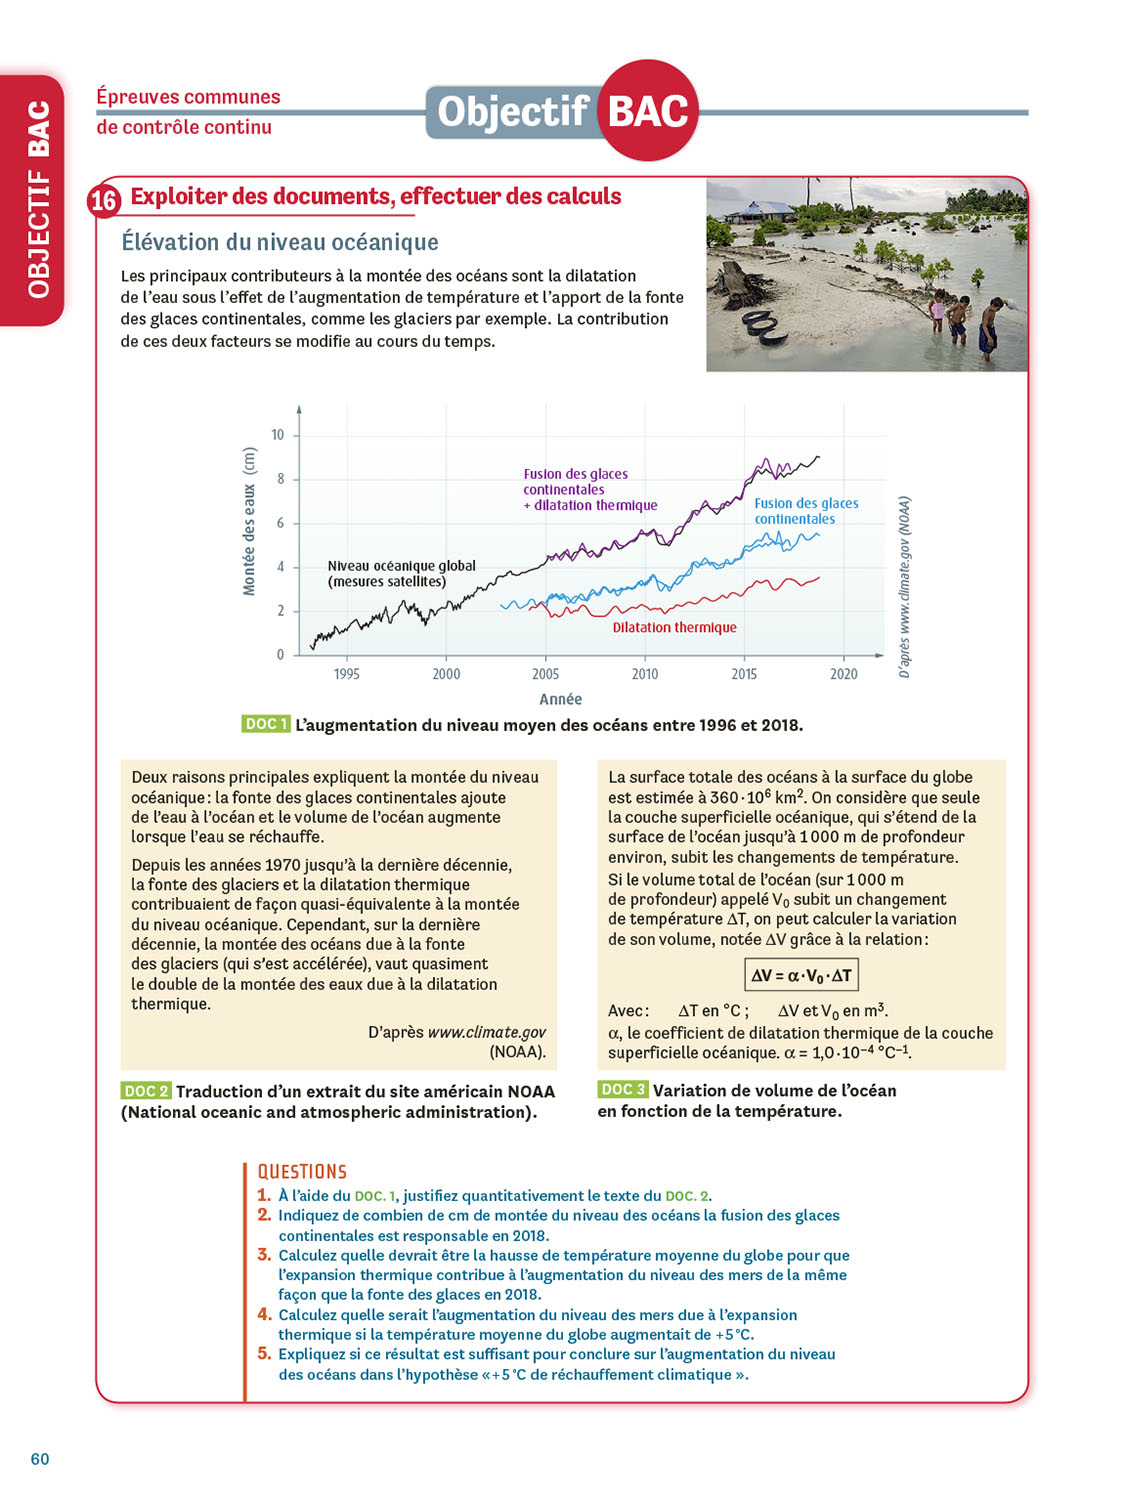 OBJECTIF BAC
Épreuves communes
de contrôle continu
Objectif BAC
16 Exploiter des documents, effectuer des calculs
Élévation du niveau océanique
Les principaux contributeurs à la montée des océans sont la dilatation
de l'eau sous l'effet de l'augmentation de température et l'apport de la fonte
des glaces continentales, comme les glaciers par exemple. La contribution
de ces deux facteurs se modifie au cours du temps.
Montée des eaux (cm)
10
8
6
4
2
0
Fusion des glaces
continentales
+ dilatation thermique
Fusion des glaces
continentales
Niveau océanique global
(mesures satellites)
Dilatation thermique
1995 2000 2005 2010 2015 2020
Année
D'après www.climate.gov (NOAA)
DOC 1 L'augmentation du niveau moyen des océans entre 1996 et 2018.
Deux raisons principales expliquent la montée du niveau
océanique : la fonte des glaces continentales ajoute
de l'eau à l'océan et le volume de l'océan augmente
lorsque l'eau se réchauffe.
Depuis les années 1970 jusqu'à la dernière décennie,
la fonte des glaciers et la dilatation thermique
contribuaient de façon quasi-équivalente à la montée
du niveau océanique. Cependant, sur la dernière
décennie, la montée des océans due à la fonte
des glaciers (qui s'est accélérée), vaut quasiment
le double de la montée des eaux due à la dilatation
thermique.
D'après www.climate.gov
(NOAA).
DOC 2 Traduction d'un extrait du site américain NOAA
(National oceanic and atmospheric administration).
La surface totale des océans à la surface du globe
est estimée à 360·10⁶ km². On considère que seule
la couche superficielle océanique, qui s'étend de la
surface de l'océan jusqu'à 1 000 m de profondeur
environ, subit les changements de température.
Si le volume total de l'océan (sur 1 000 m
de profondeur) appelé V₀ subit un changement
de température ΔT, on peut calculer la variation
de son volume, notée ΔV grâce à la relation :
ΔV = α·V₀·ΔT
Avec : ΔT en °C ; ΔV et V₀ en m³.
α, le coefficient de dilatation thermique de la couche
superficielle océanique. α = 1,0·10⁻⁴ °C⁻¹.
DOC 3 Variation de volume de l'océan
en fonction de la température.
QUESTIONS
1. À l'aide du DOC. 1, justifiez quantitativement le texte du DOC. 2.
2. Indiquez de combien de cm de montée du niveau des océans la fusion des glaces
continentales est responsable en 2018.
3. Calculez quelle devrait être la hausse de température moyenne du globe pour que
l'expansion thermique contribue à l'augmentation du niveau des mers de la même
façon que la fonte des glaces en 2018.
4. Calculez quelle serait l'augmentation du niveau des mers due à l'expansion
thermique si la température moyenne du globe augmentait de +5 °C.
5. Expliquez si ce résultat est suffisant pour conclure sur l'augmentation du niveau
des océans dans l'hypothèse « +5 °C de réchauffement climatique ».
60